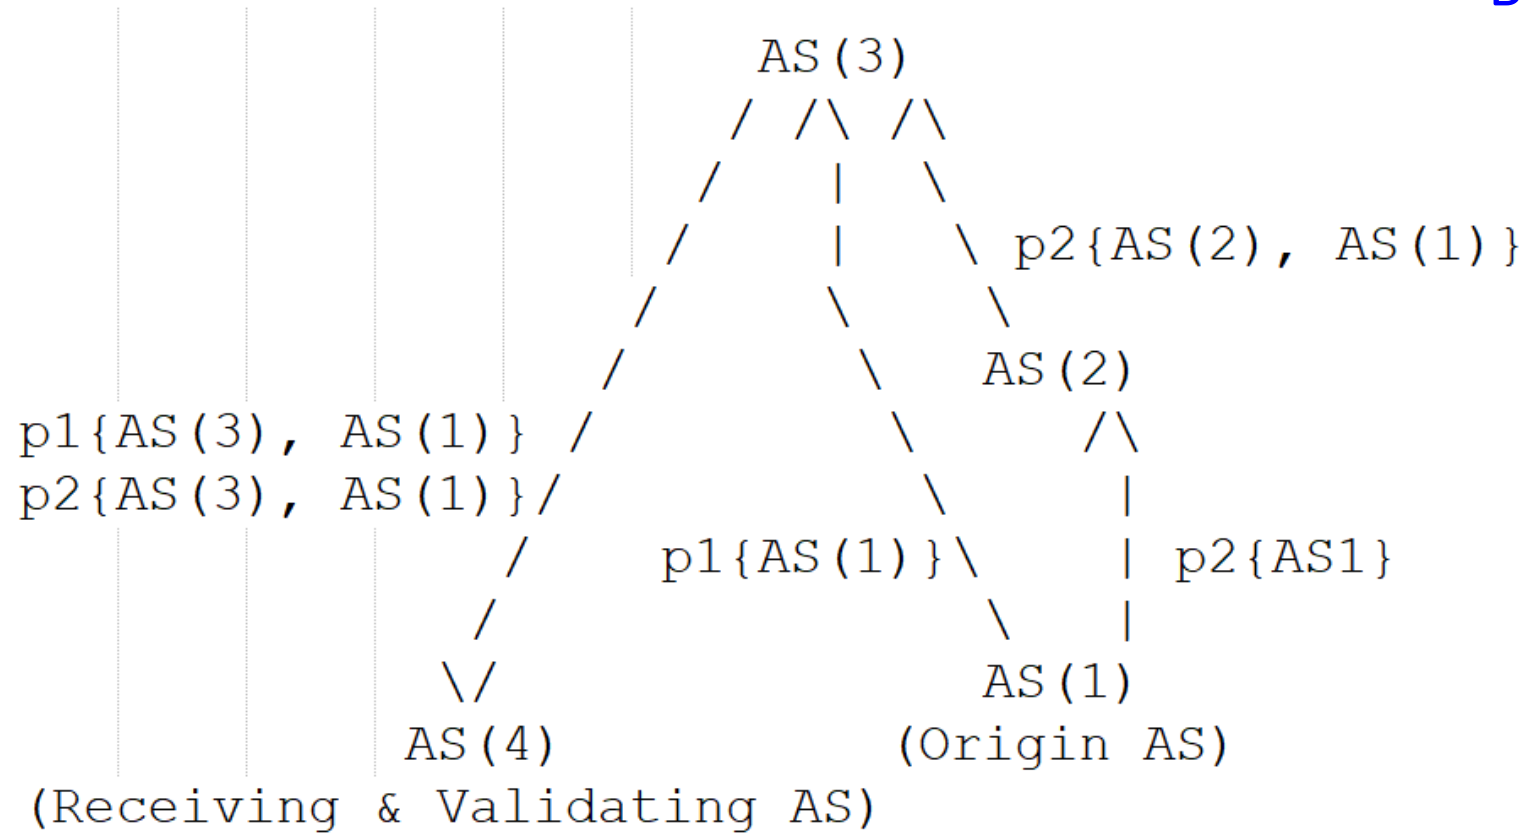 AS(3)
p2{AS(2), AS(1)}
AS(2)
p1{AS(3), AS(1)}
p2{AS(3), AS(1)}
p1{AS(1)}
p2{AS1}
AS(1)
AS(4)
(Origin AS)
(Receiving & Validating AS)